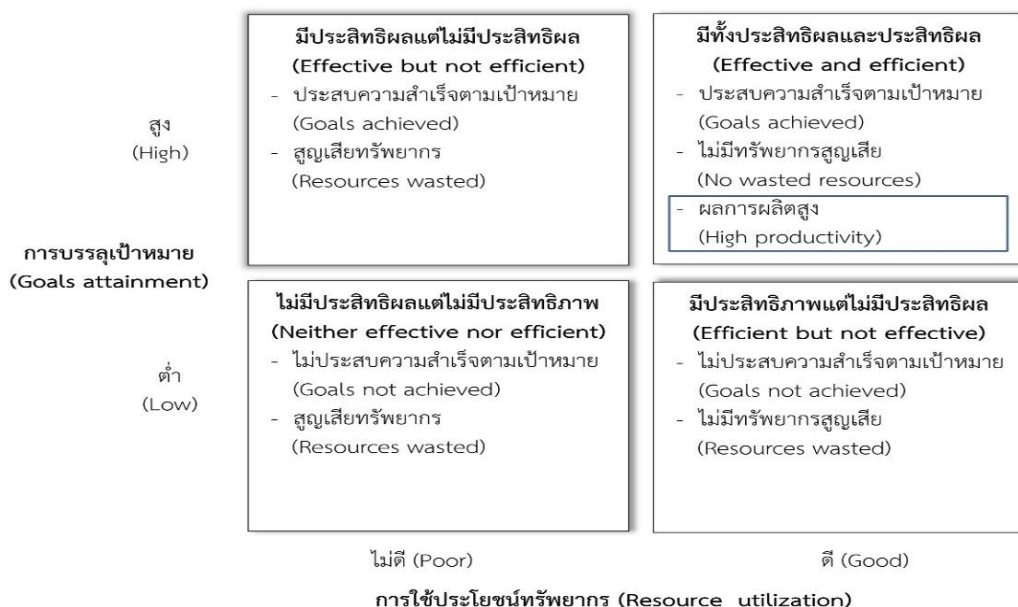 มีประสิทธิผลแต่ไม่มีประสิทธิผล
(Effective but not efficient)
- ประสบความสำเร็จตามเป้าหมาย
(Goals achieved)
- สูญเสียทรัพยากร
(Resources wasted)
มีทั้งประสิทธิผลและประสิทธิผล
(Effective and efficient)
- ประสบความสำเร็จตามเป้าหมาย
(Goals achieved)
- ไม่มีทรัพยากรสูญเสีย
(No wasted resources)
- ผลการผลิตสูง
(High productivity)
สูง
(High)
การบรรลุเป้าหมาย
(Goals attainment)
ต่ำ
(Low)
ไม่มีประสิทธิผลแต่ไม่มีประสิทธิภาพ
(Neither effective nor efficient)
- ไม่ประสบความสำเร็จตามเป้าหมาย
(Goals not achieved)
- สูญเสียทรัพยากร
(Resources wasted)
มีประสิทธิภาพแต่ไม่มีประสิทธิผล
(Efficient but not effective)
- ไม่ประสบความสำเร็จตามเป้าหมาย
(Goals not achieved)
- ไม่มีทรัพยากรสูญเสีย
(Resources wasted)
ไม่ดี (Poor)
ดี (Good)
การใช้ประโยชน์ทรัพยากร (Resource utilization)